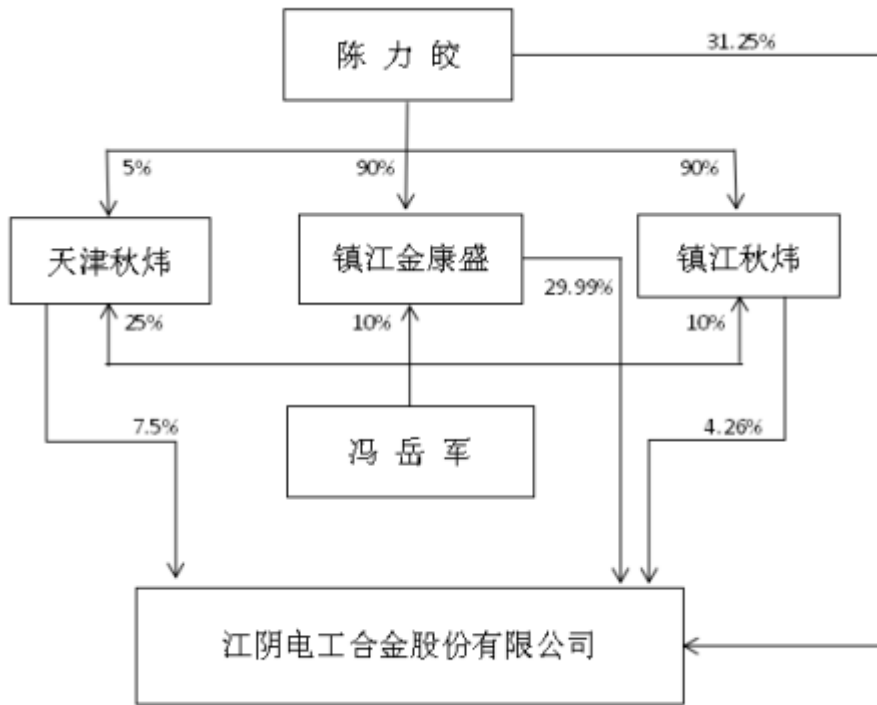 陈力皎
31.25%
5%
90%
90%
天津秋炜
镇江金康盛
镇江秋炜
29.99%
25%
10%
10%
冯岳军
7.5%
4.26%
江阴电工合金股份有限公司